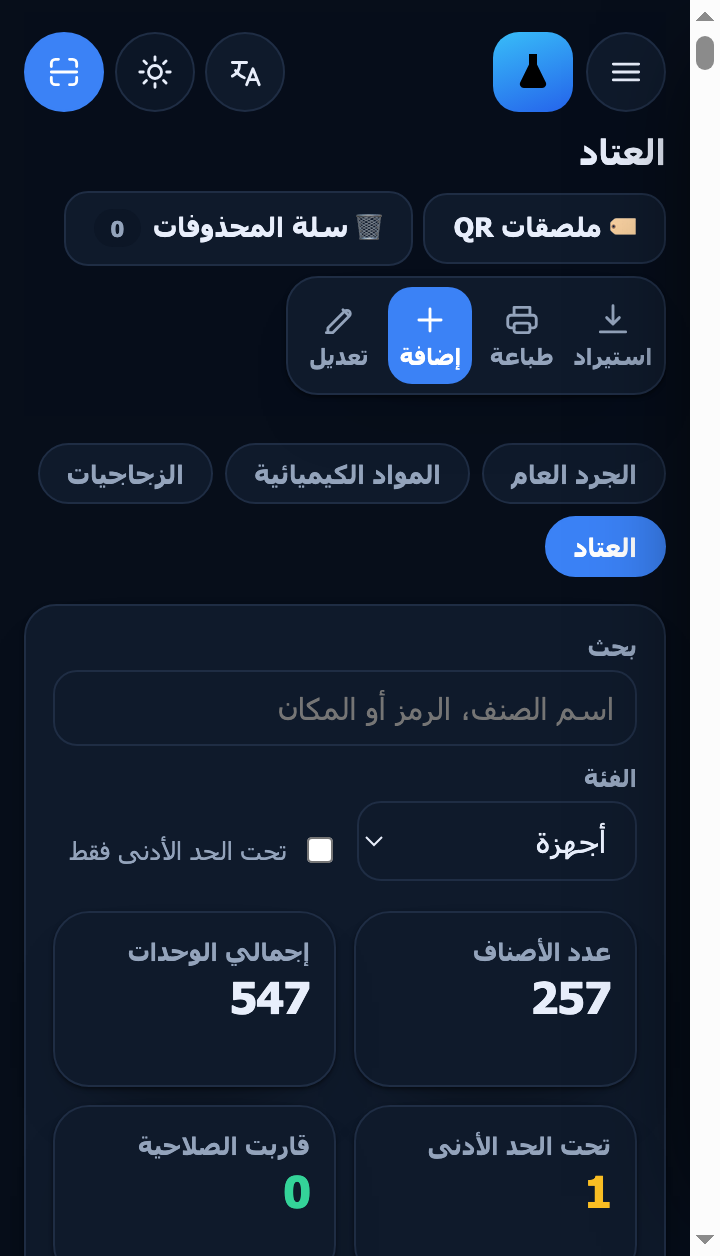 العتاد
🏷️ ملصقات QR 🗑️ سلة المحذوفات 0
استيراد طباعة إضافة تعديل
الجرد العام المواد الكيميائية الزجاجيات
العتاد
بحث
اسم الصنف، الرمز أو المكان
الفئة
أجهزة تحت الحد الأدنى فقط
عدد الأصناف إجمالي الوحدات
257 547
تحت الحد الأدنى قاربت الصلاحية
1 0